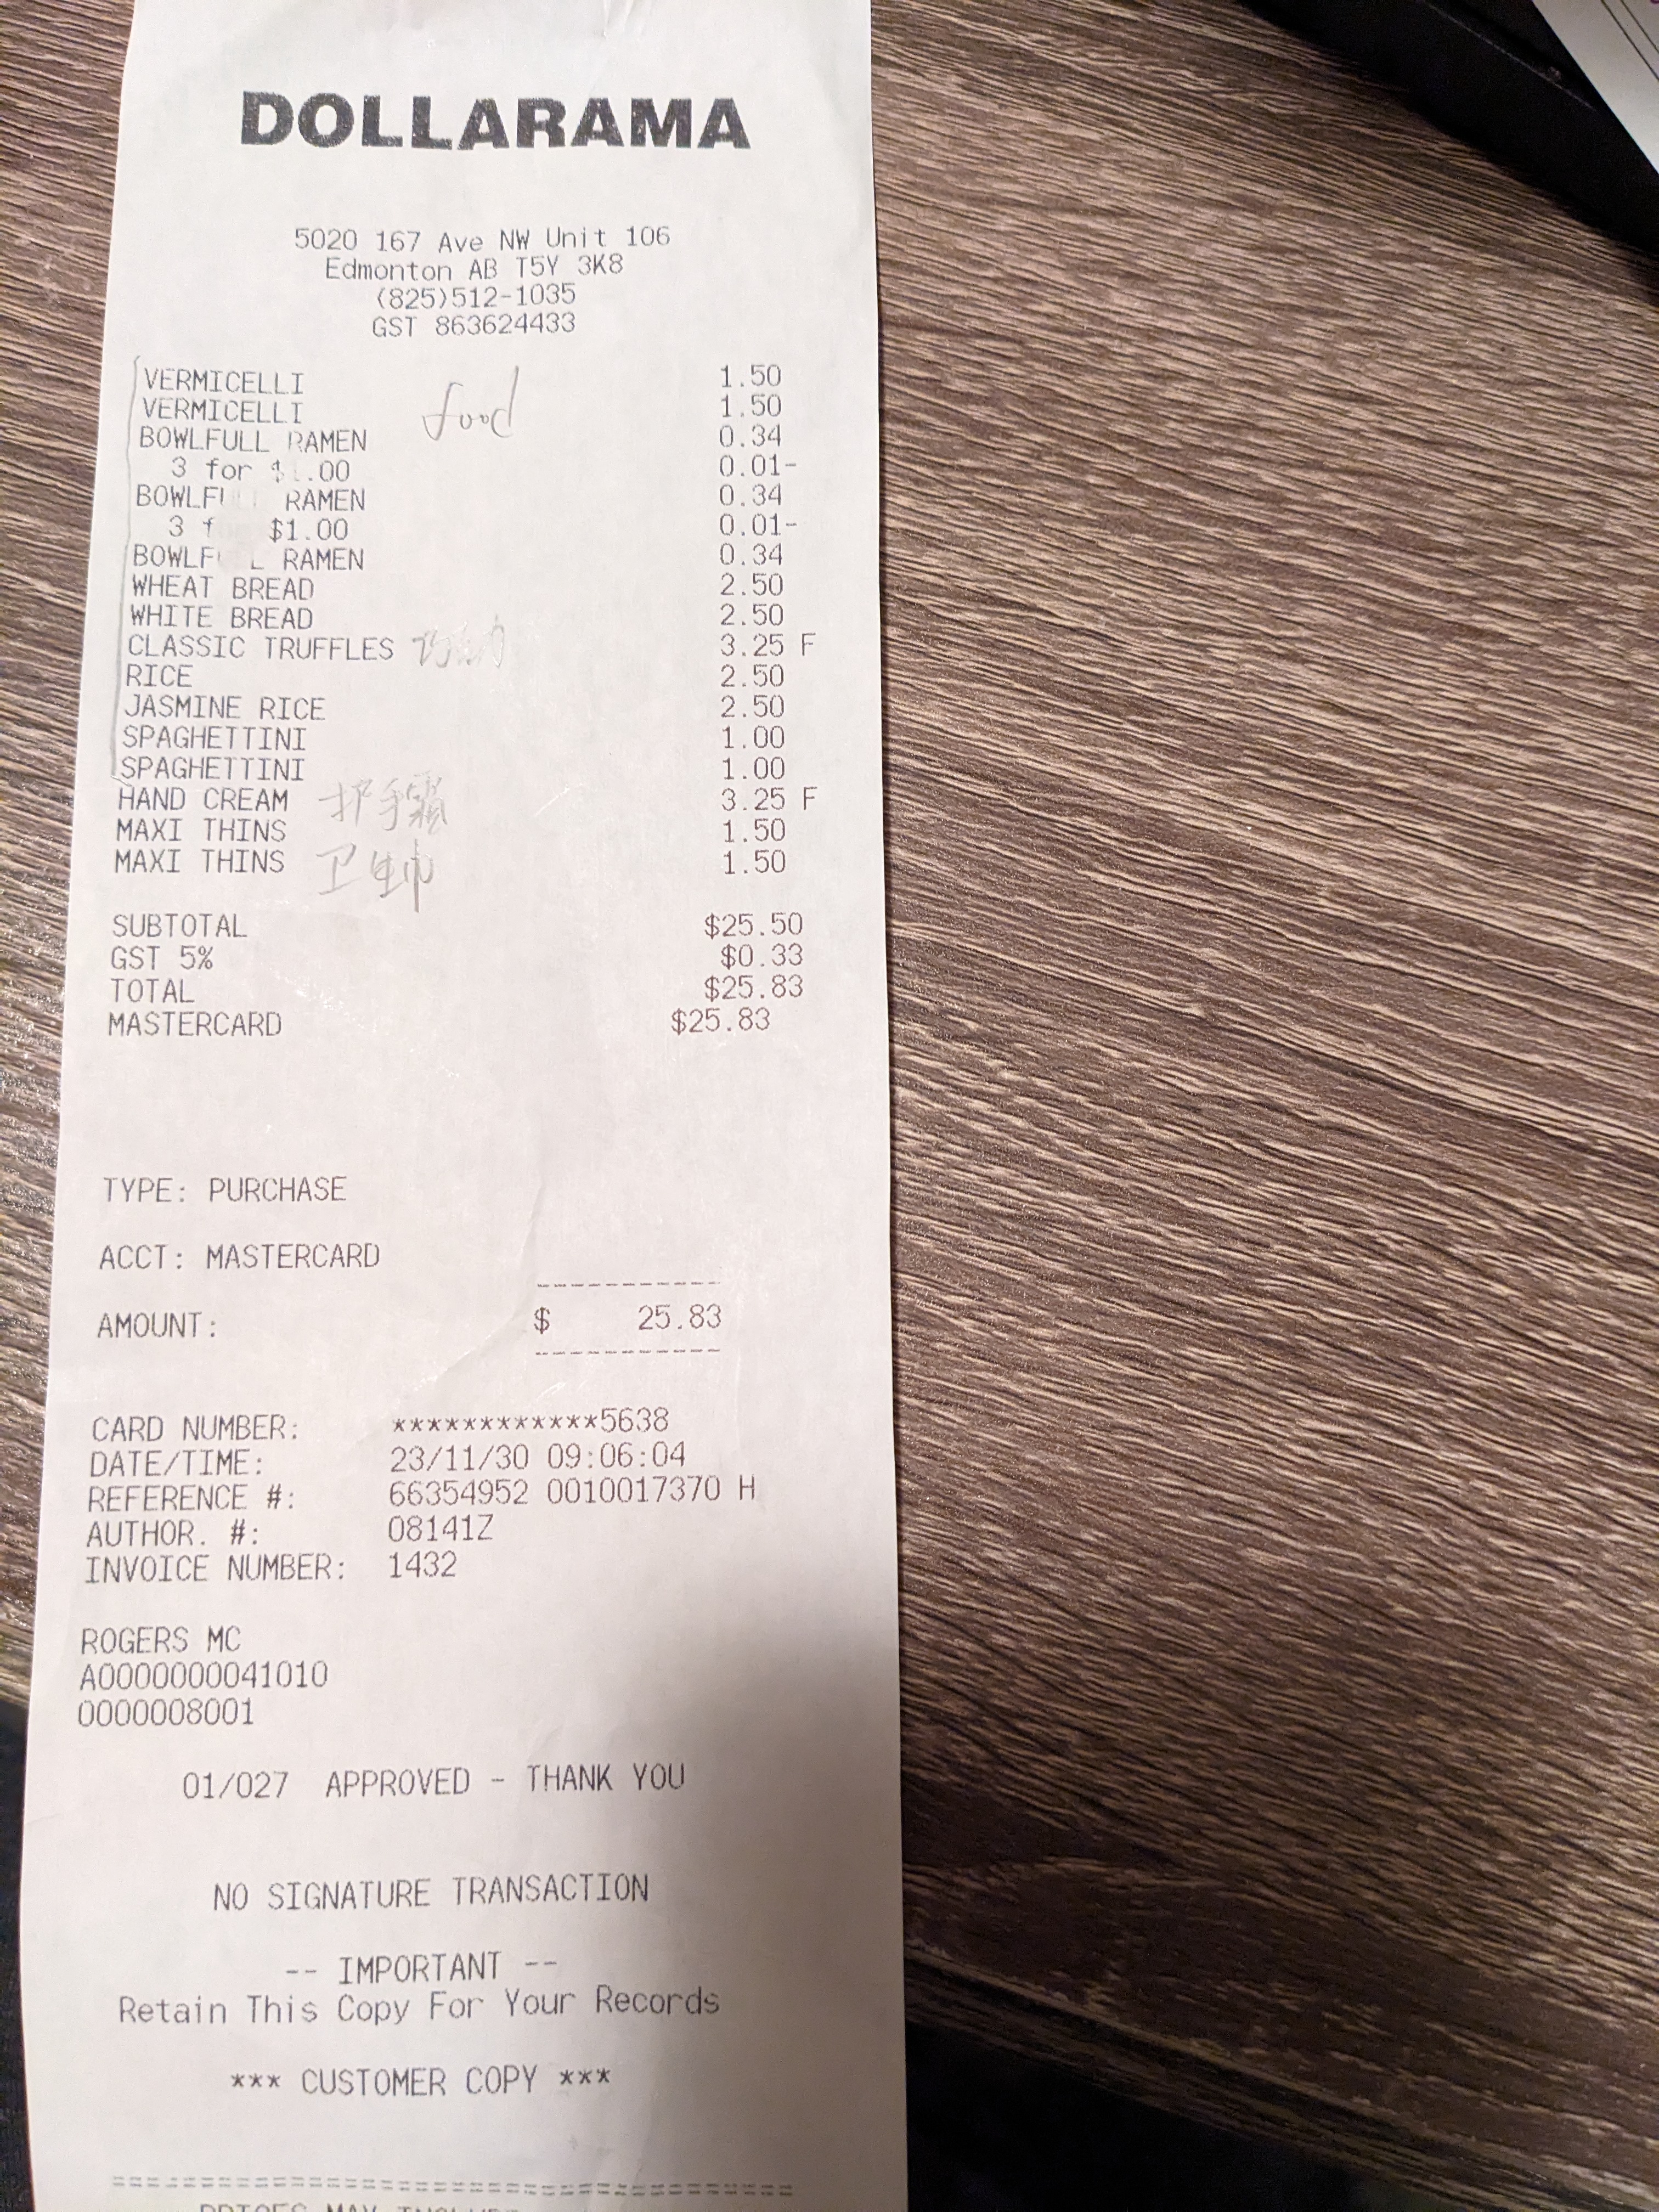 DOLLARAMA
5020 167 Ave NW Unit 106
Edmonton AB T5Y 3K8
(825)512-1035
GST 863624433
VERMICELLI 1.50
food
VERMICELLI 1.50
BOWLFULL RAMEN 0.34
3 for $1.00 0.01-
BOWLFULL RAMEN 0.34
3 for $1.00 0.01-
BOWLFULL RAMEN 0.34
WHEAT BREAD 2.50
WHITE BREAD 2.50
CLASSIC TRUFFLES 巧克力 3.25 F
RICE 2.50
JASMINE RICE 2.50
SPAGHETTINI 1.00
SPAGHETTINI 1.00
HAND CREAM 护手霜 3.25 F
MAXI THINS 1.50
MAXI THINS 卫生巾 1.50
SUBTOTAL $25.50
GST 5% $0.33
TOTAL $25.83
MASTERCARD $25.83
TYPE: PURCHASE
ACCT: MASTERCARD
AMOUNT: $ 25.83
CARD NUMBER: ************5638
DATE/TIME: 23/11/30 09:06:04
REFERENCE #: 66354952 0010017370 H
AUTHOR. #: 08141Z
INVOICE NUMBER: 1432
ROGERS MC
A0000000041010
0000008001
01/027 APPROVED - THANK YOU
NO SIGNATURE TRANSACTION
-- IMPORTANT --
Retain This Copy For Your Records
*** CUSTOMER COPY ***